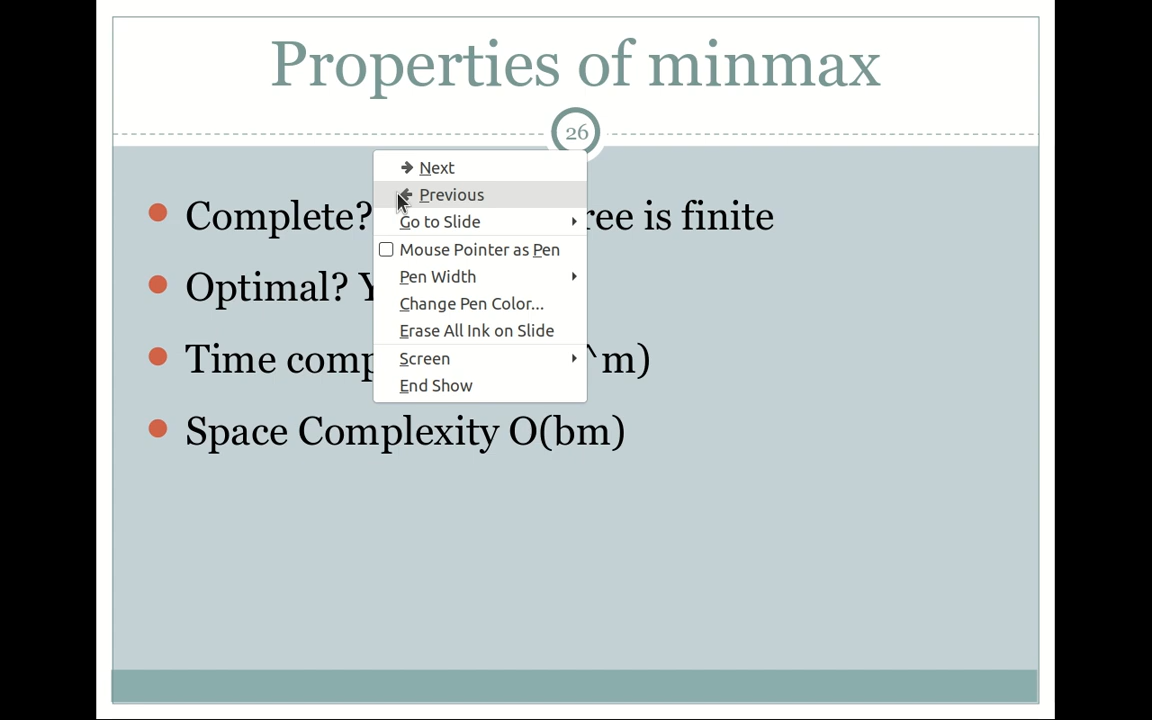 Properties of minmax
26
Next
Previous
Go to Slide
Mouse Pointer as Pen
Pen Width
Change Pen Color...
Erase All Ink on Slide
Screen
End Show
Complete? ree is finite
Optimal?
Time comp ^m)
Space Complexity O(bm)